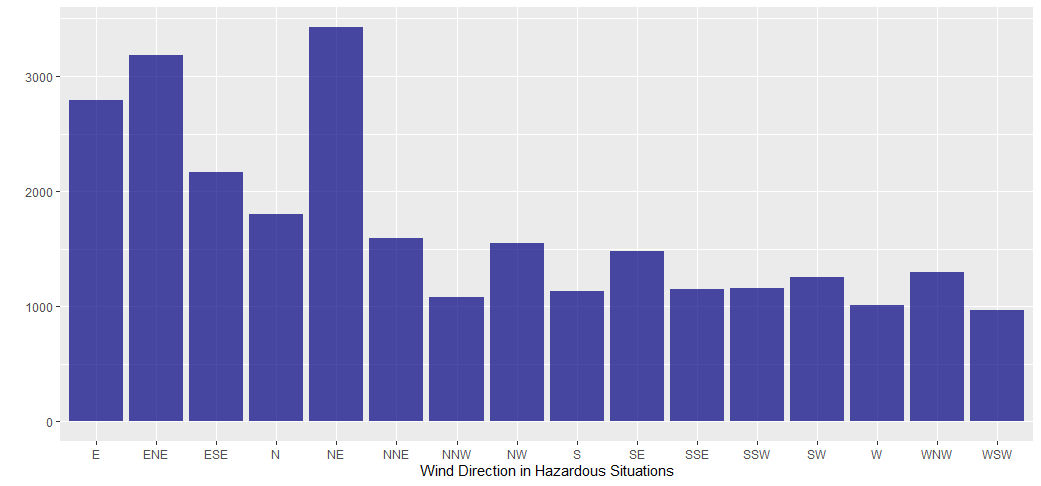 3000
2000
1000
0
E ENE ESE N NE NNE NNW NW S SE SSE SSW SW W WNW WSW
Wind Direction in Hazardous Situations